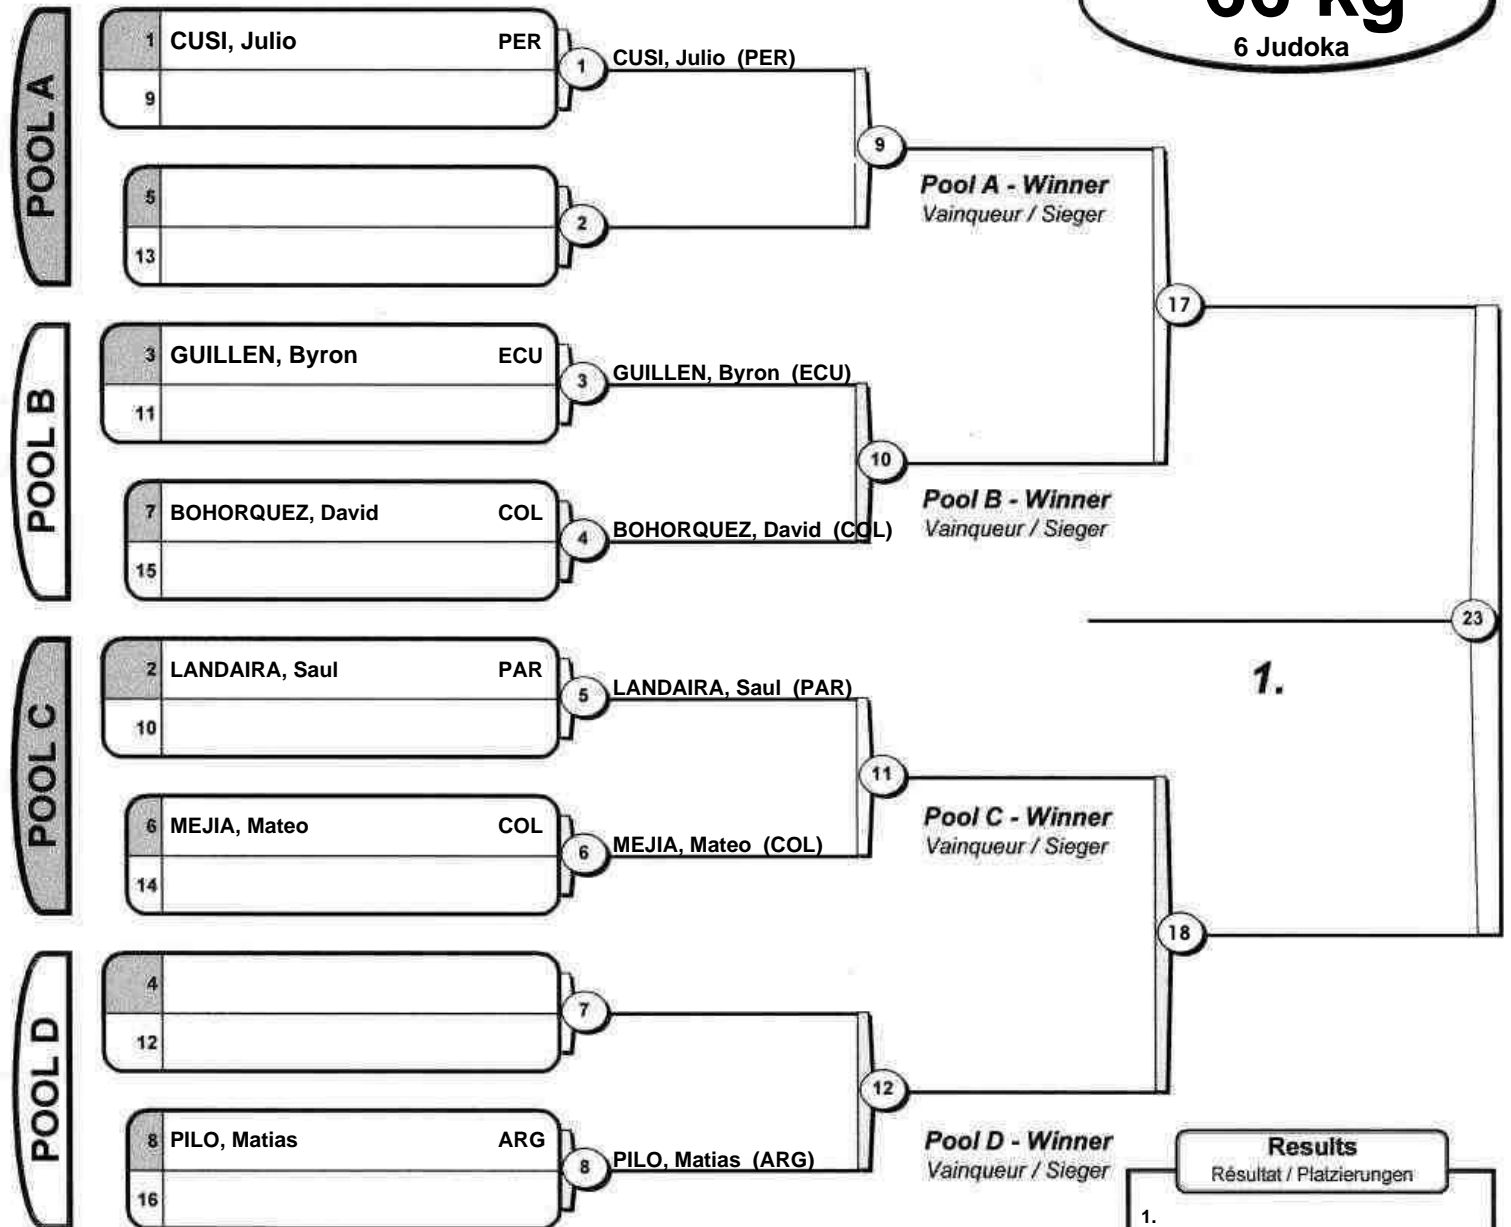 6 Judoka
POOL A
1 CUSI, Julio PER
9
1
CUSI, Julio (PER)
5
13
2
9
Pool A - Winner
Vainqueur / Sieger
POOL B
3 GUILLEN, Byron ECU
11
3
GUILLEN, Byron (ECU)
7 BOHORQUEZ, David COL
15
4
BOHORQUEZ, David (COL)
10
Pool B - Winner
Vainqueur / Sieger
17
23
1.
POOL C
2 LANDAIRA, Saul PAR
10
5
LANDAIRA, Saul (PAR)
6 MEJIA, Mateo COL
14
6
MEJIA, Mateo (COL)
11
Pool C - Winner
Vainqueur / Sieger
18
POOL D
4
12
7
8 PILO, Matias ARG
16
8
PILO, Matias (ARG)
12
Pool D - Winner
Vainqueur / Sieger
Results
Résultat / Platzierungen
1.